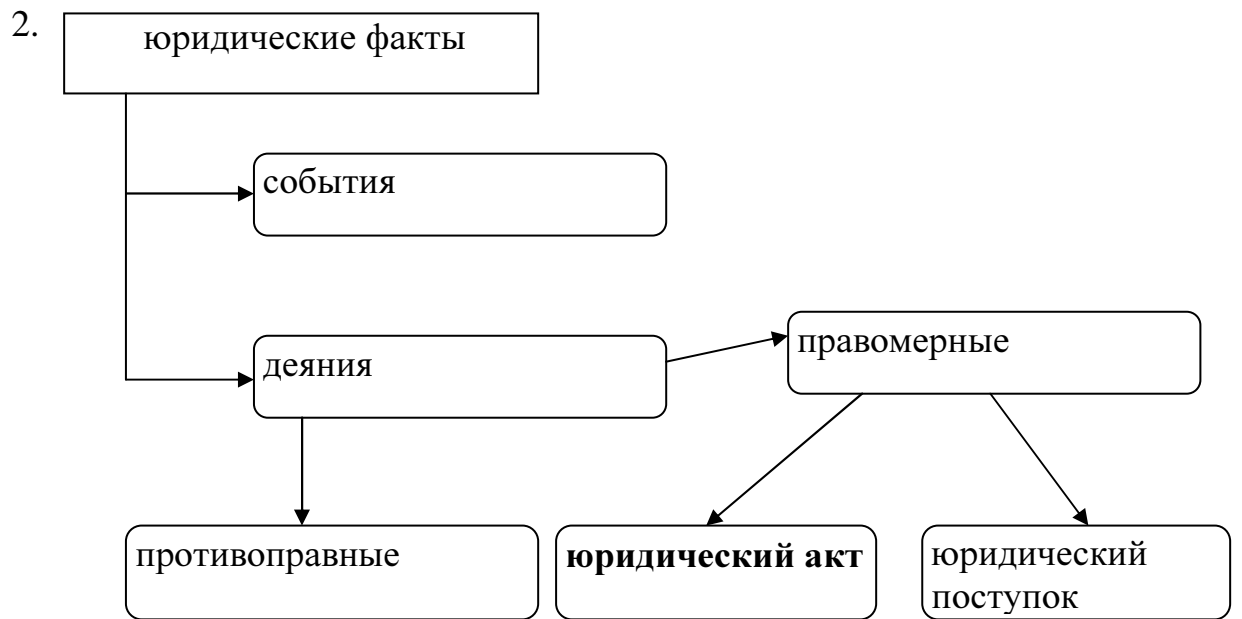 2.
юридические факты
события
деяния
правомерные
противоправные
юридический акт
юридический
поступок